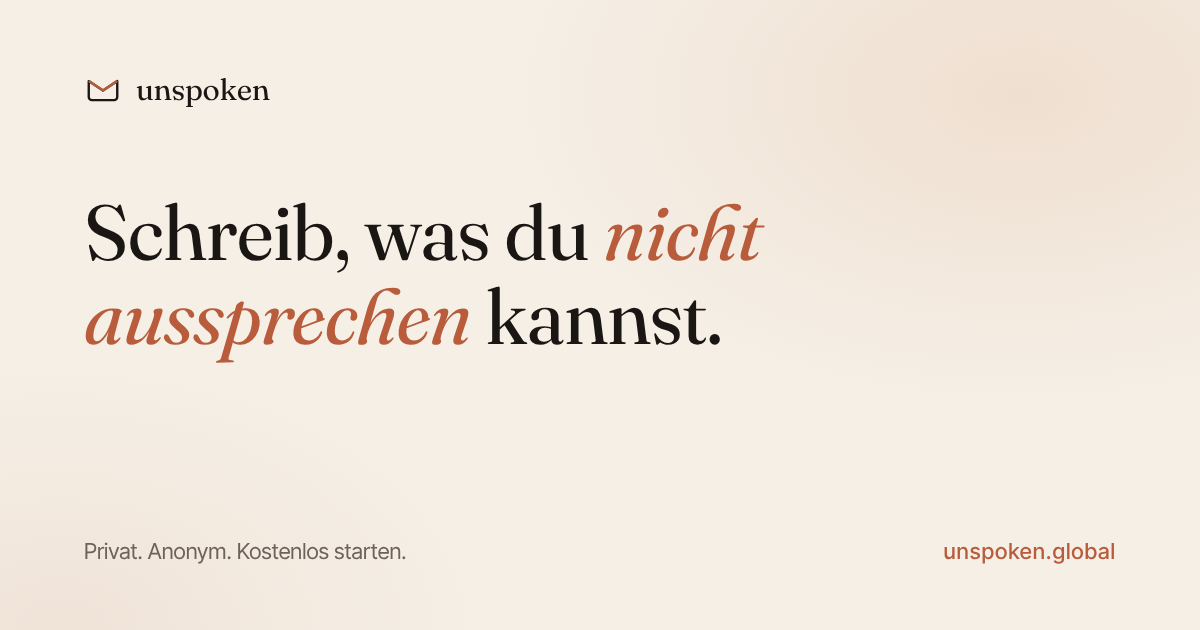 unspoken
Schreib, was du nicht
aussprechen kannst.
Privat. Anonym. Kostenlos starten.
unspoken.global